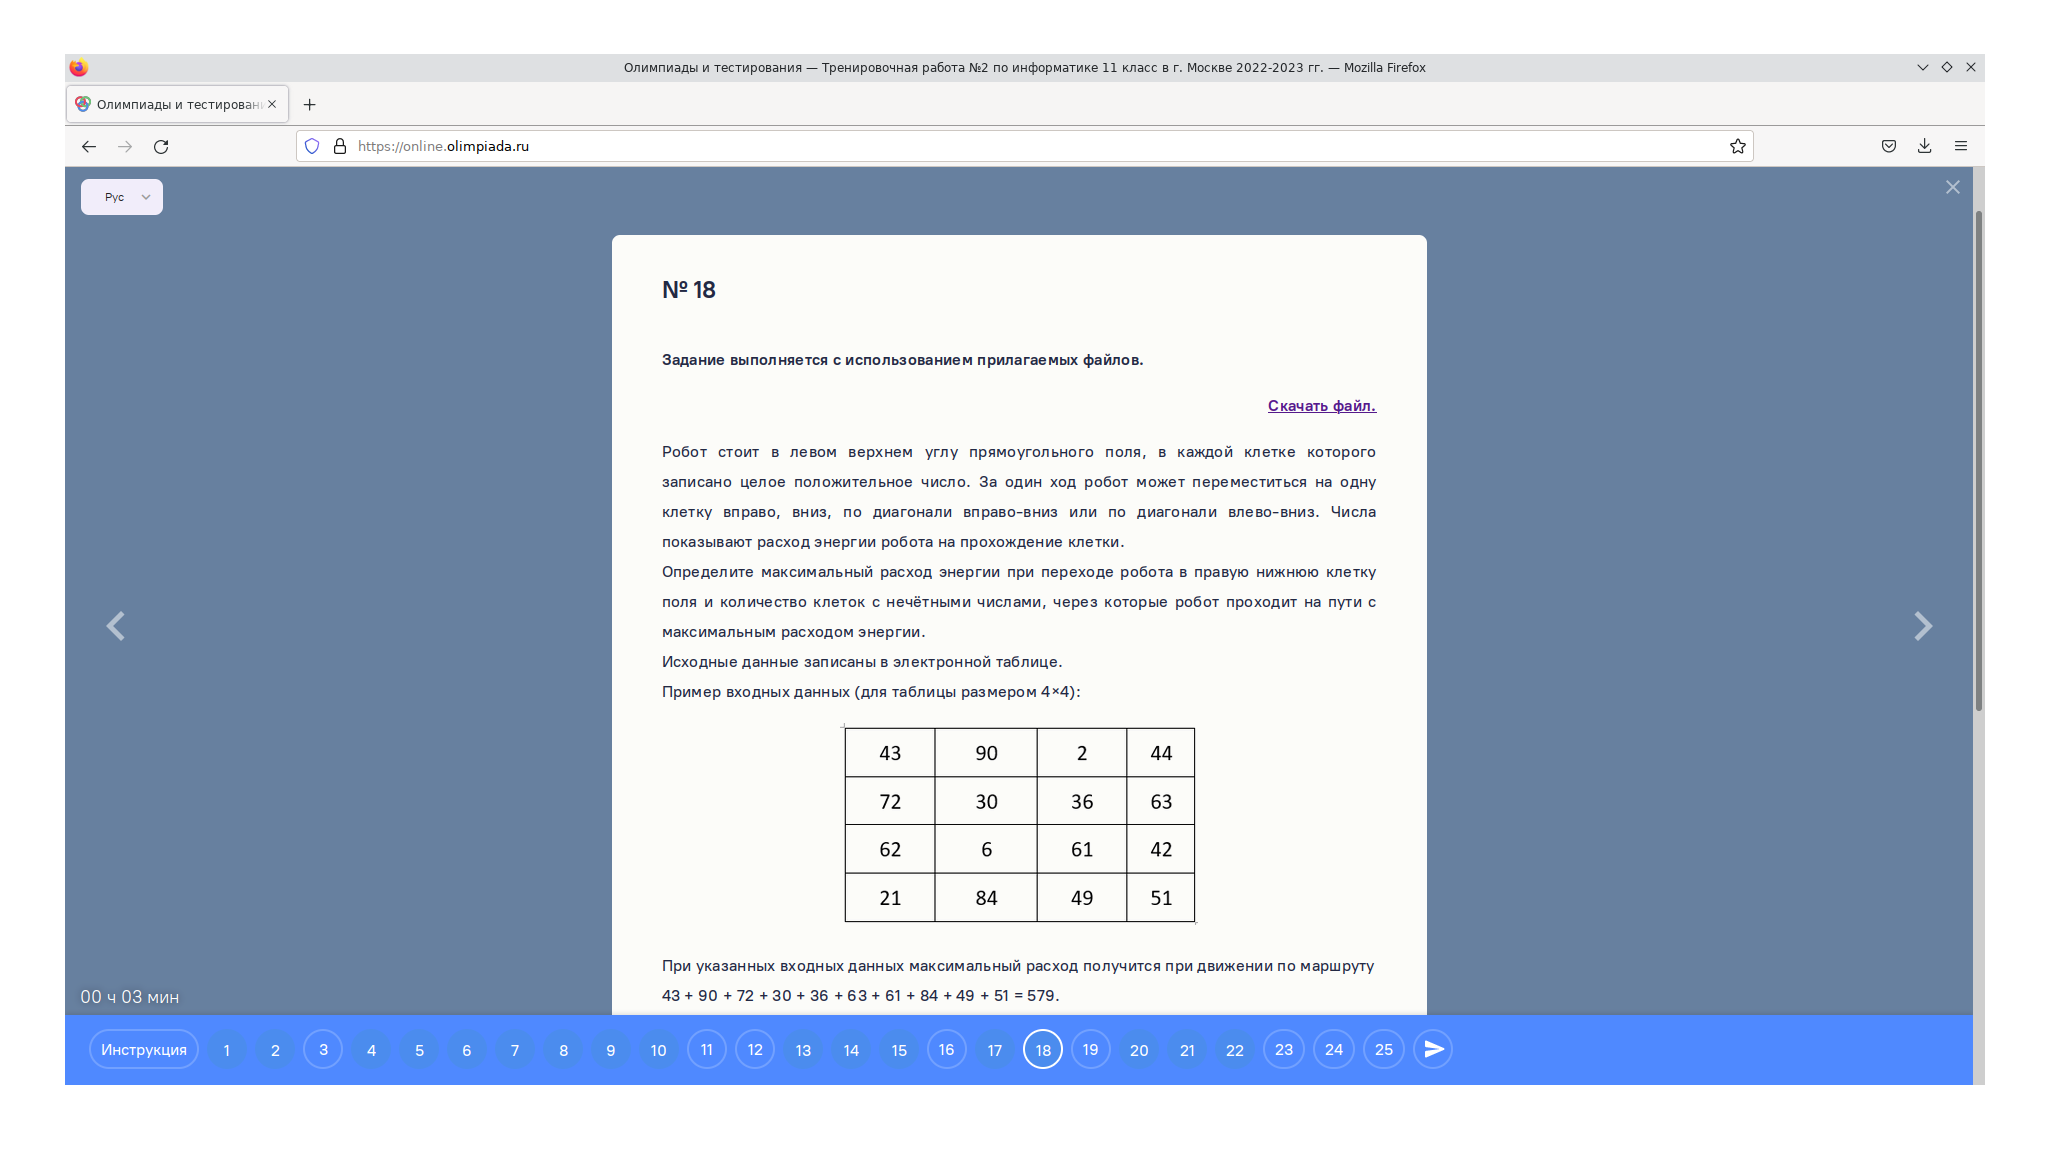 Олимпиады и тестирования — Тренировочная работа №2 по информатике 11 класс в г. Москве 2022-2023 гг. — Mozilla Firefox
Олимпиады и тестирован
https://online.olimpiada.ru
Рус
№ 18
Задание выполняется с использованием прилагаемых файлов.
Скачать файл.
Робот стоит в левом верхнем углу прямоугольного поля, в каждой клетке которого
записано целое положительное число. За один ход робот может переместиться на одну
клетку вправо, вниз, по диагонали вправо-вниз или по диагонали влево-вниз. Числа
показывают расход энергии робота на прохождение клетки.
Определите максимальный расход энергии при переходе робота в правую нижнюю клетку
поля и количество клеток с нечётными числами, через которые робот проходит на пути с
максимальным расходом энергии.
Исходные данные записаны в электронной таблице.
Пример входных данных (для таблицы размером 4×4):
43 90 2 44
72 30 36 63
62 6 61 42
21 84 49 51
При указанных входных данных максимальный расход получится при движении по маршруту
43 + 90 + 72 + 30 + 36 + 63 + 61 + 84 + 49 + 51 = 579.
00 ч 03 мин
Инструкция 1 2 3 4 5 6 7 8 9 10 11 12 13 14 15 16 17 18 19 20 21 22 23 24 25